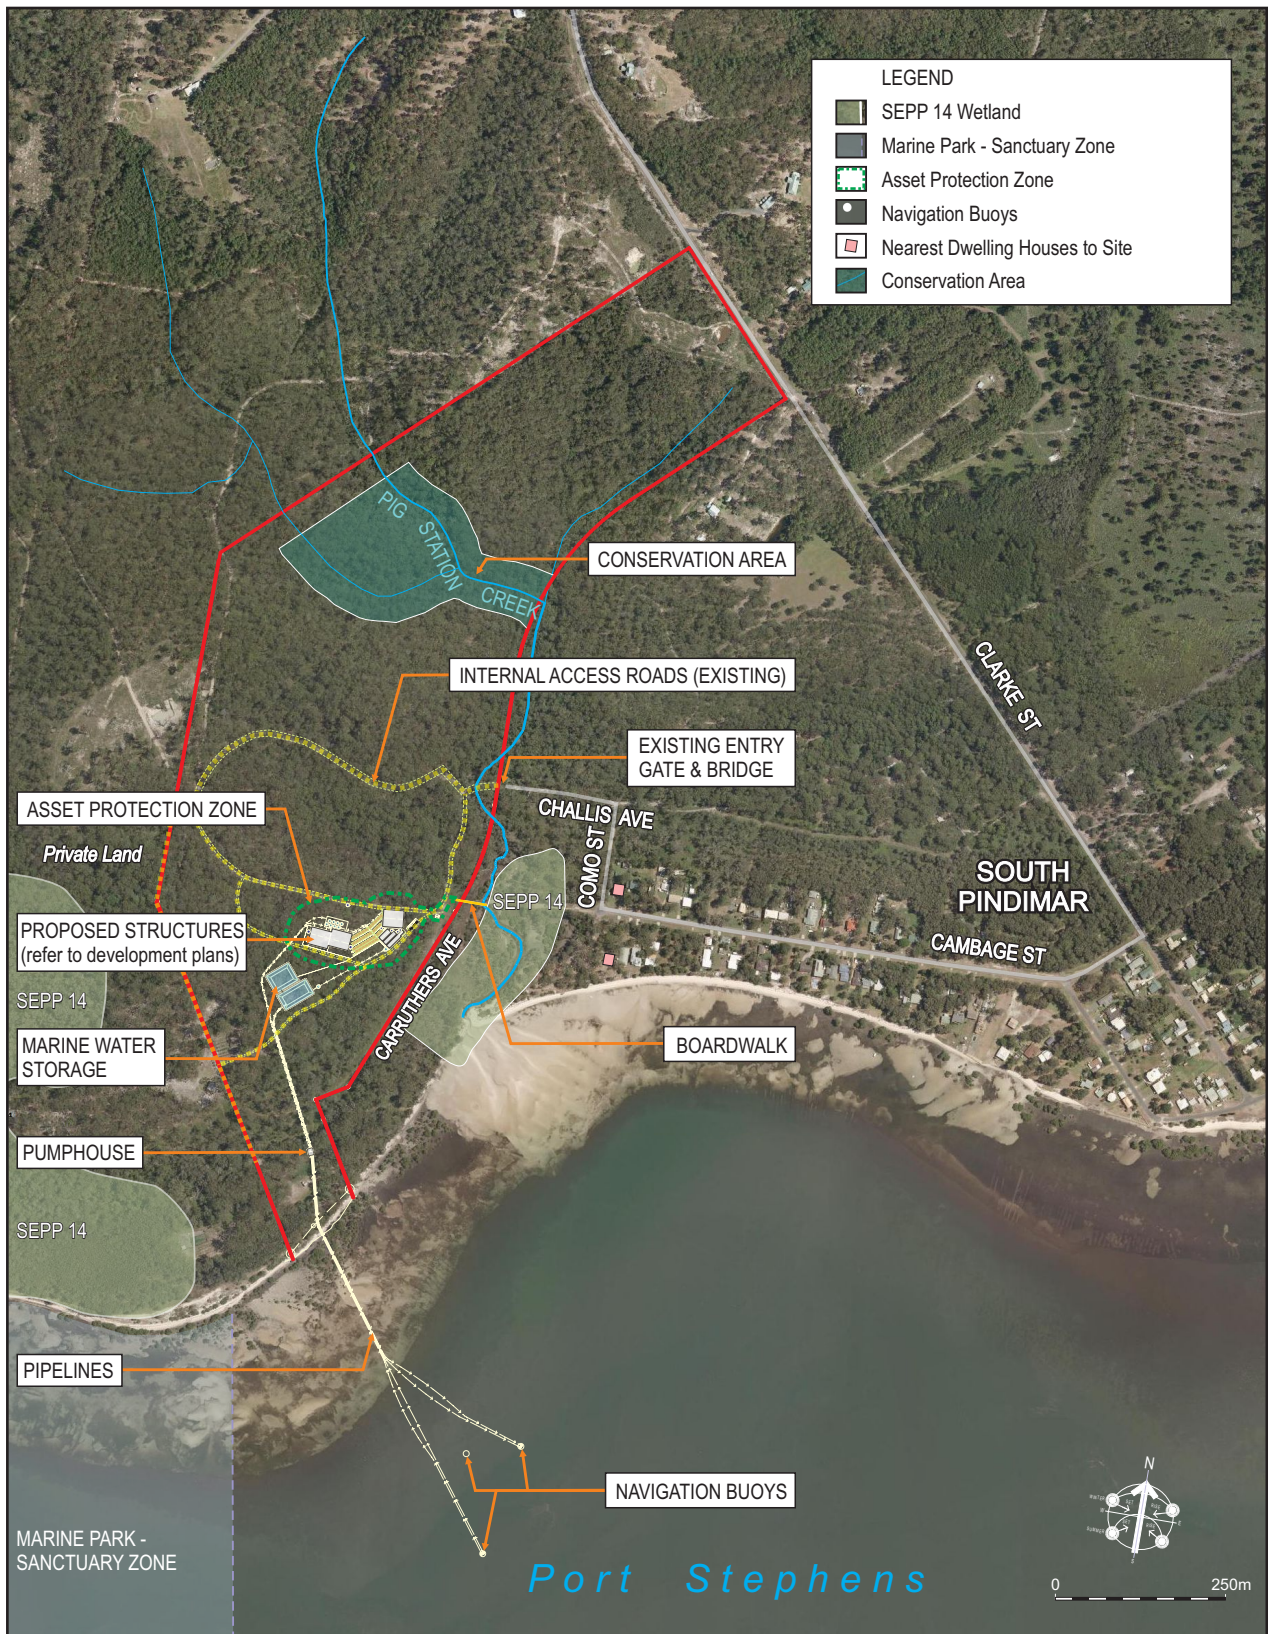 LEGEND
SEPP 14 Wetland
Marine Park - Sanctuary Zone
Asset Protection Zone
Navigation Buoys
Nearest Dwelling Houses to Site
Conservation Area
PIG STATION CREEK
CONSERVATION AREA
INTERNAL ACCESS ROADS (EXISTING)
CLARKE ST
EXISTING ENTRY
GATE & BRIDGE
ASSET PROTECTION ZONE
CHALLIS AVE
COMO ST
Private Land
SOUTH
PINDIMAR
SEPP 14
PROPOSED STRUCTURES
(refer to development plans)
CAMBAGE ST
CARRUTHERS AVE
SEPP 14
MARINE WATER
STORAGE
BOARDWALK
PUMPHOUSE
SEPP 14
PIPELINES
NAVIGATION BUOYS
MARINE PARK -
SANCTUARY ZONE
Port Stephens
N
0 250m